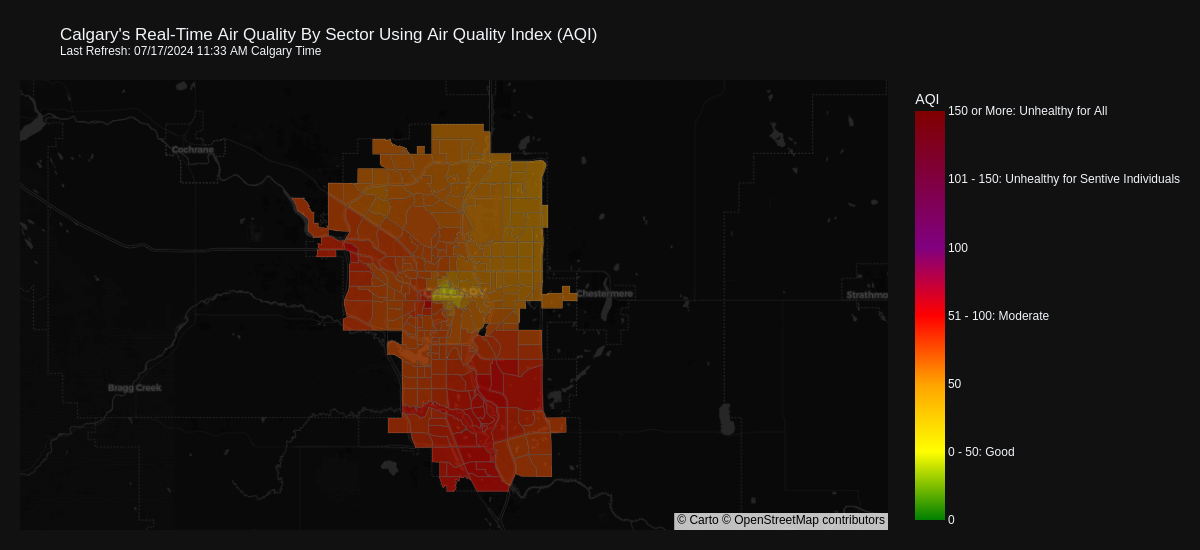 Calgary's Real-Time Air Quality By Sector Using Air Quality Index (AQI)
Last Refresh: 07/17/2024 11:33 AM Calgary Time
AQI
150 or More: Unhealthy for All
101 - 150: Unhealthy for Sentive Individuals
100
51 - 100: Moderate
50
0 - 50: Good
0
Cochrane
CALGARY
Chestermere
Strathmo
Bragg Creek
© Carto © OpenStreetMap contributors